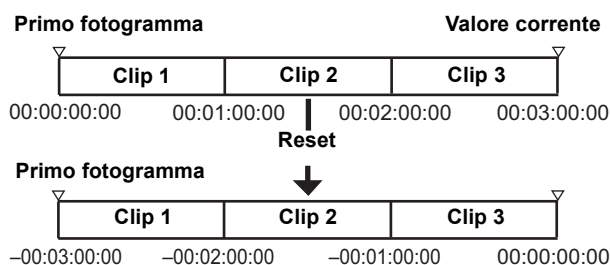 Primo fotogramma Valore corrente
Clip 1 Clip 2 Clip 3
00:00:00:00 00:01:00:00 00:02:00:00 00:03:00:00
Reset
Primo fotogramma
Clip 1 Clip 2 Clip 3
–00:03:00:00 –00:02:00:00 –00:01:00:00 00:00:00:00